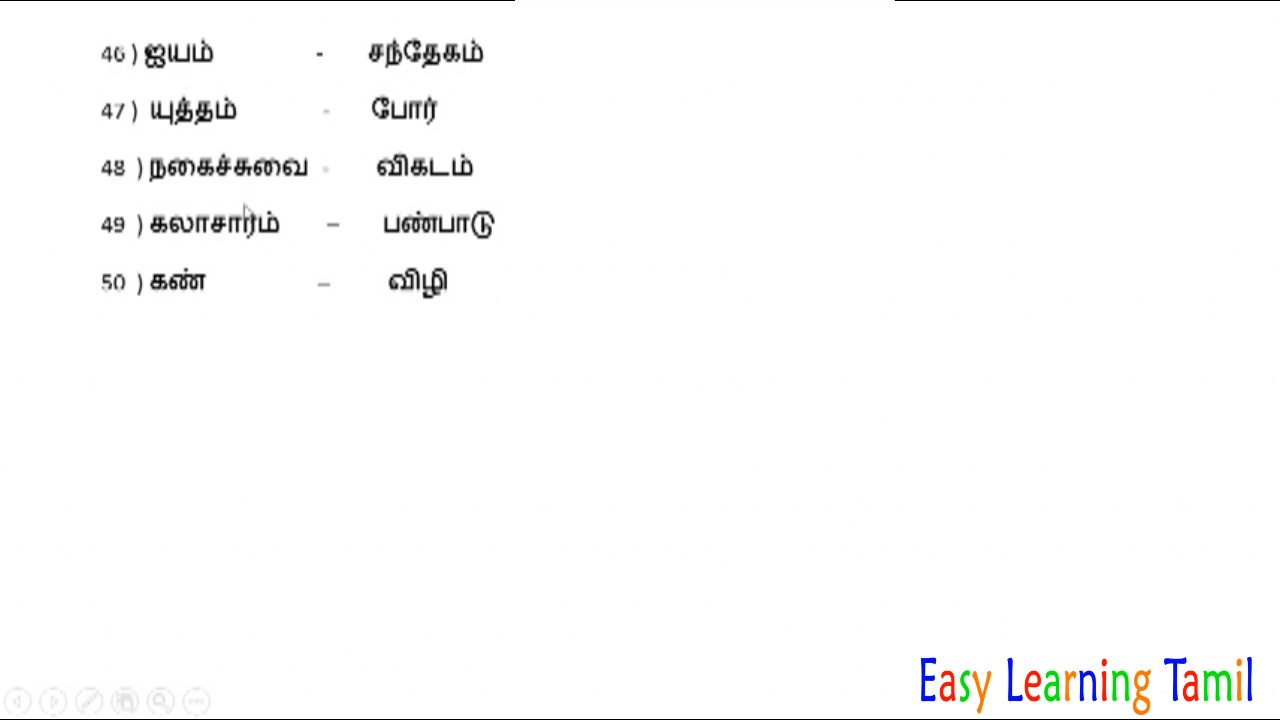 46 ) ஐயம் - சந்தேகம்
47 ) யுத்தம் - போர்
48 ) நகைச்சுவை - விகடம்
49 ) கலாசாரம் – பண்பாடு
50 ) கண் – விழி
Easy Learning Tamil